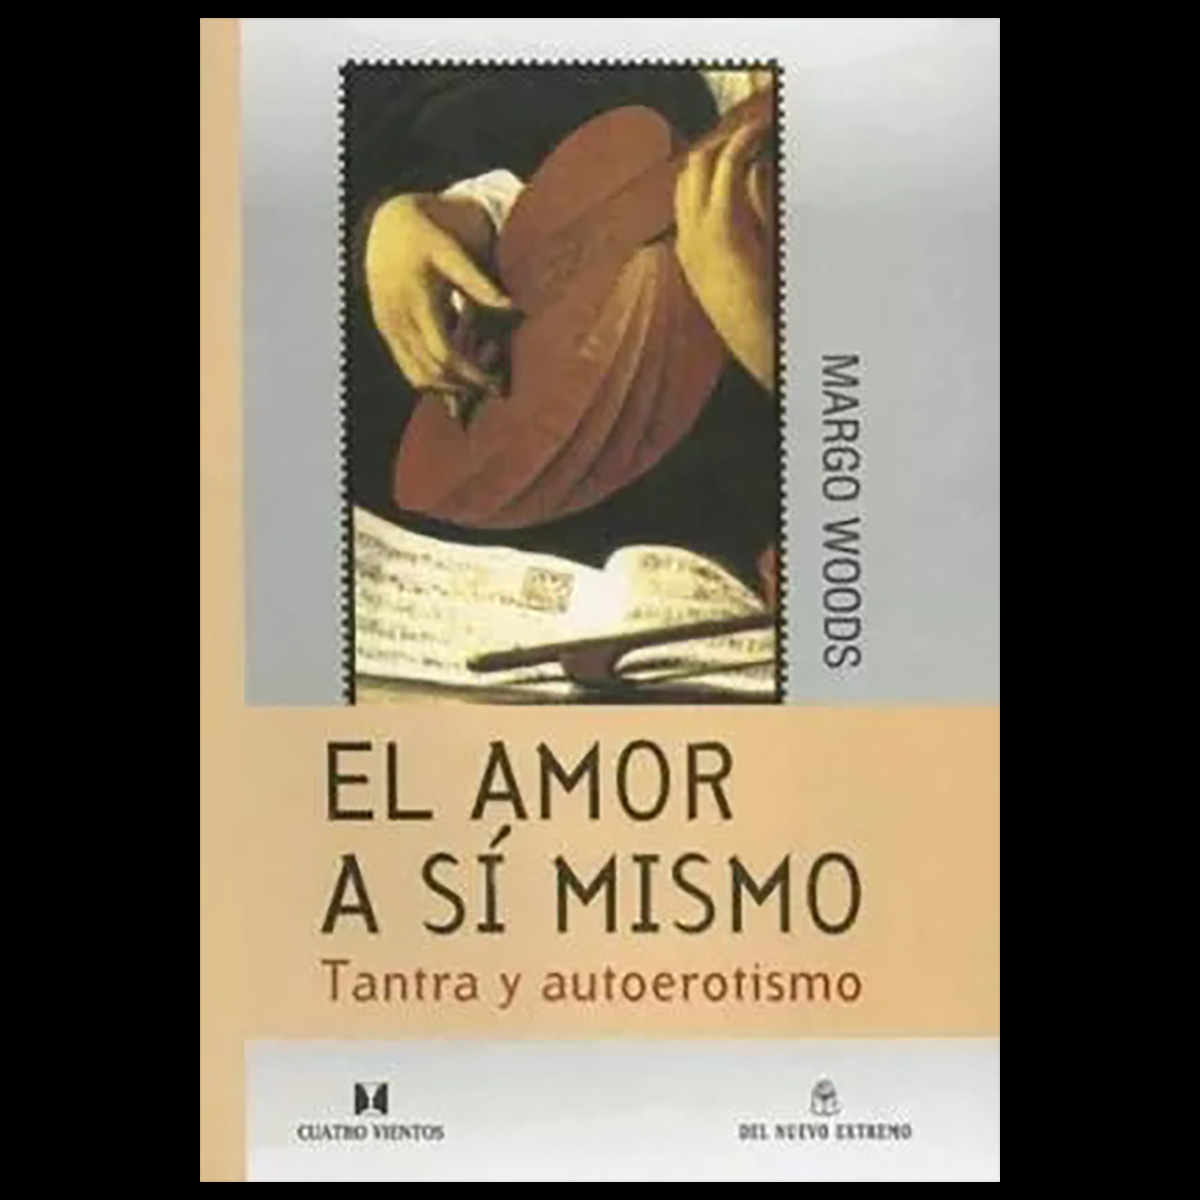 MARGO WOODS
EL AMOR
A SÍ MISMO
Tantra y autoerotismo
CUATRO VIENTOS
DEL NUEVO EXTREMO